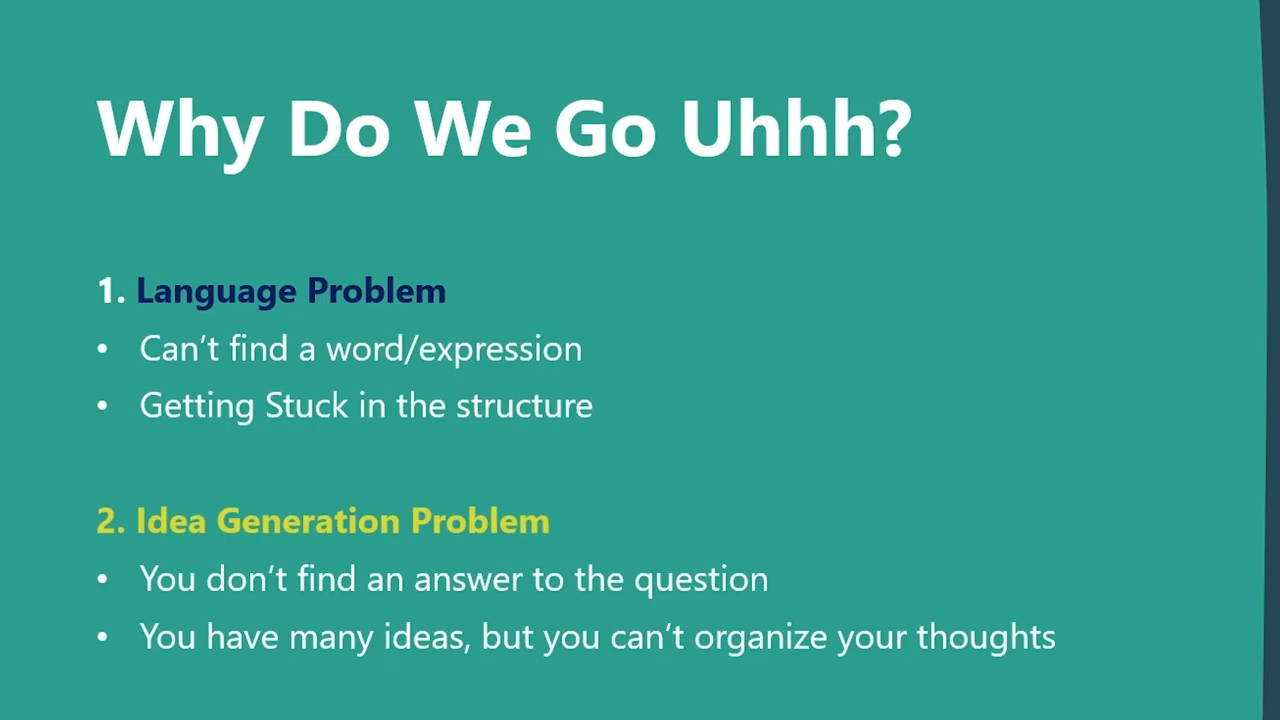 Why Do We Go Uhhh?
1. Language Problem
• Can't find a word/expression
• Getting Stuck in the structure
2. Idea Generation Problem
• You don't find an answer to the question
• You have many ideas, but you can't organize your thoughts